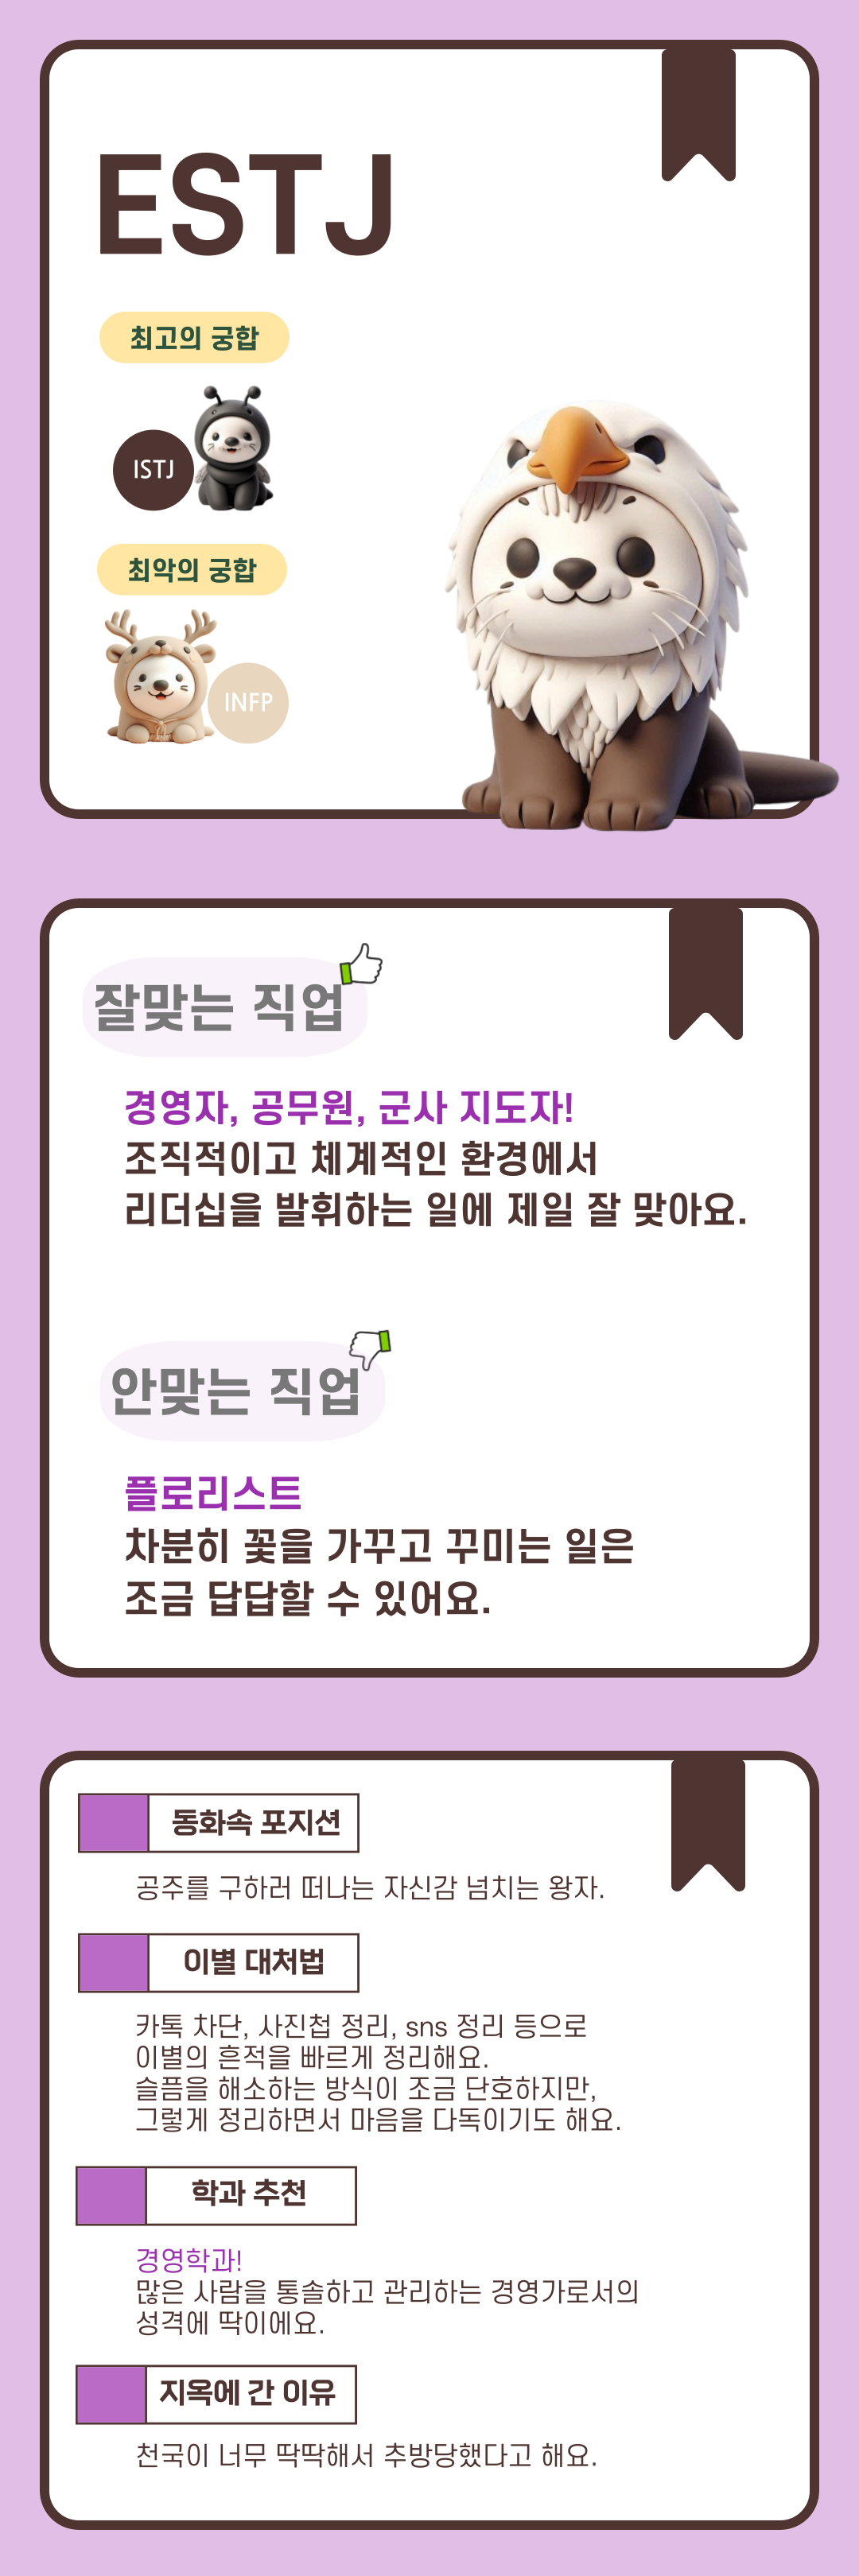 ESTJ
최고의 궁합
ISTJ
최악의 궁합
INFP
잘맞는 직업
경영자, 공무원, 군사 지도자!
조직적이고 체계적인 환경에서
리더십을 발휘하는 일에 제일 잘 맞아요.
안맞는 직업
플로리스트
차분히 꽃을 가꾸고 꾸미는 일은
조금 답답할 수 있어요.
동화속 포지션
공주를 구하러 떠나는 자신감 넘치는 왕자.
이별 대처법
카톡 차단, 사진첩 정리, sns 정리 등으로
이별의 흔적을 빠르게 정리해요.
슬픔을 해소하는 방식이 조금 단호하지만,
그렇게 정리하면서 마음을 다독이기도 해요.
학과 추천
경영학과!
많은 사람을 통솔하고 관리하는 경영가로서의
성격에 딱이에요.
지옥에 간 이유
천국이 너무 딱딱해서 추방당했다고 해요.